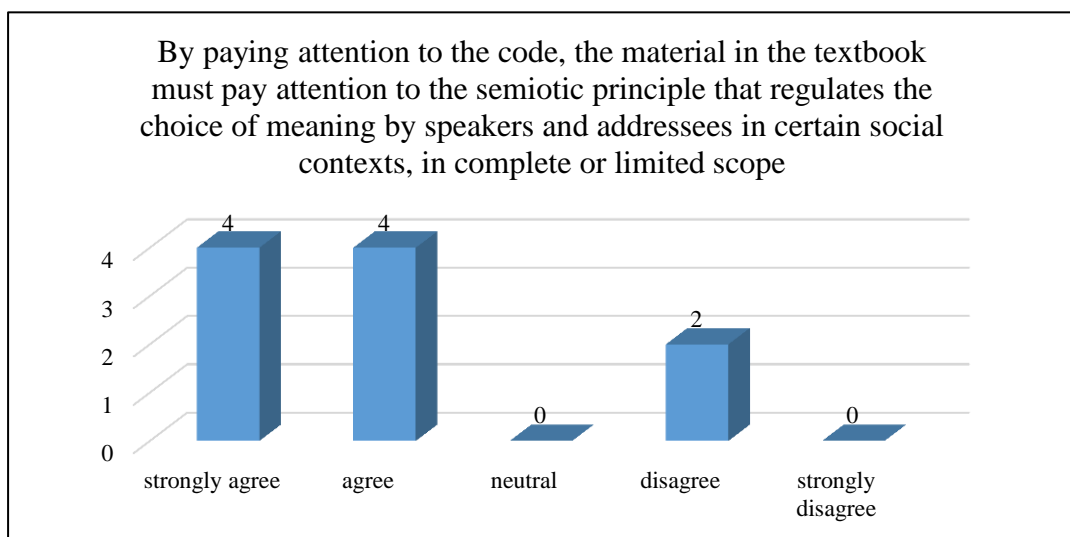 By paying attention to the code, the material in the textbook
must pay attention to the semiotic principle that regulates the
choice of meaning by speakers and addressees in certain social
contexts, in complete or limited scope
4
4
0
2
0
4
3
2
1
0
strongly agree
agree
neutral
disagree
strongly
disagree